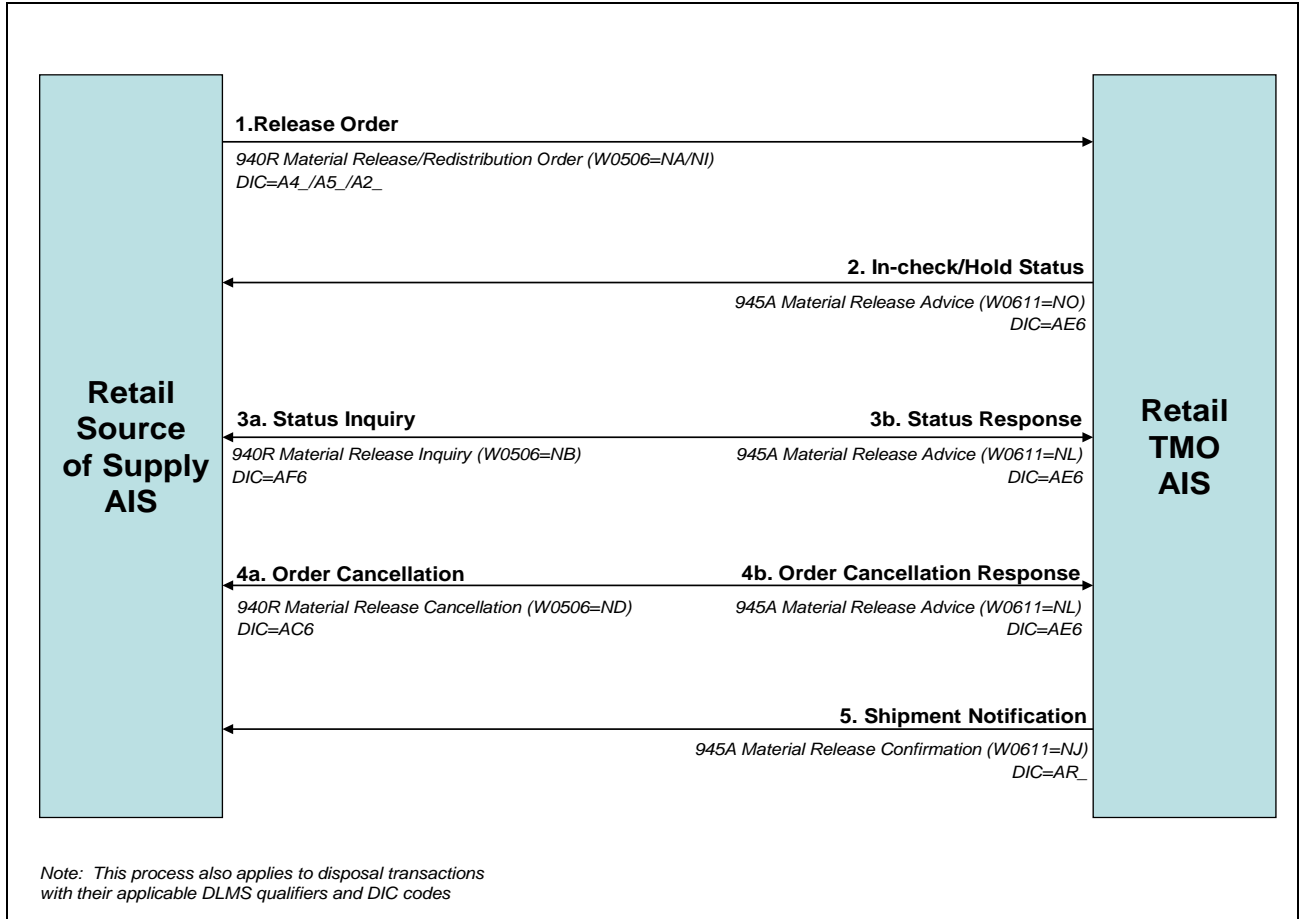 1.Release Order
940R Material Release/Redistribution Order (W0506=NA/NI)
DIC=A4_/A5_/A2_
2. In-check/Hold Status
945A Material Release Advice (W0611=NO)
DIC=AE6
Retail
Source
of Supply
AIS
3a. Status Inquiry
940R Material Release Inquiry (W0506=NB)
DIC=AF6
3b. Status Response
945A Material Release Advice (W0611=NL)
DIC=AE6
Retail
TMO
AIS
4a. Order Cancellation
940R Material Release Cancellation (W0506=ND)
DIC=AC6
4b. Order Cancellation Response
945A Material Release Advice (W0611=NL)
DIC=AE6
5. Shipment Notification
945A Material Release Confirmation (W0611=NJ)
DIC=AR_
Note: This process also applies to disposal transactions
with their applicable DLMS qualifiers and DIC codes